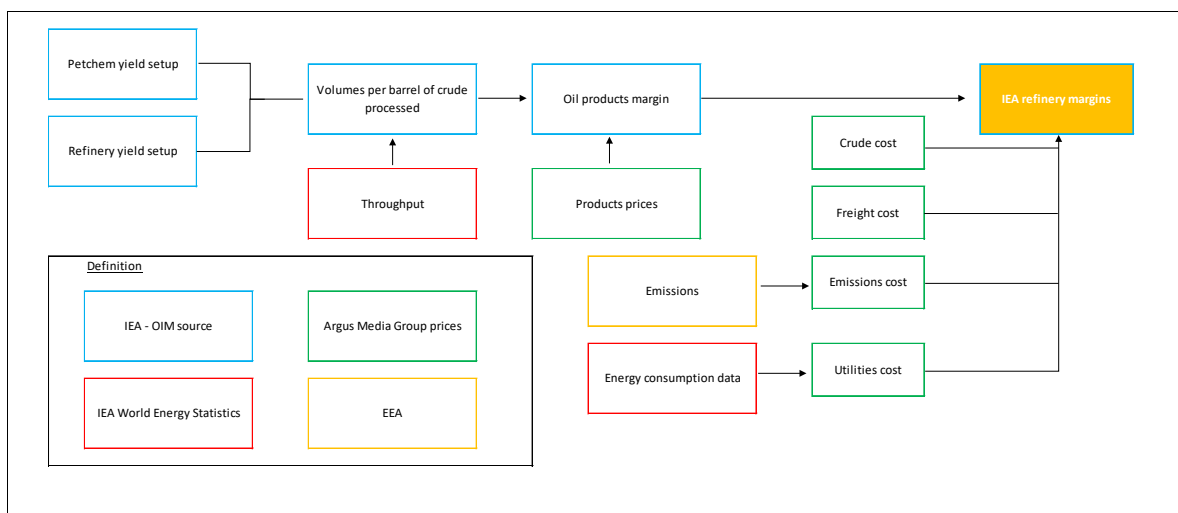 Petchem yield setup
Refinery yield setup
Volumes per barrel of crude
processed
Oil products margin
IEA refinery margins
Throughput
Products prices
Crude cost
Freight cost
Emissions
Emissions cost
Energy consumption data
Utilities cost
Definition
IEA - OIM source
Argus Media Group prices
IEA World Energy Statistics
EEA